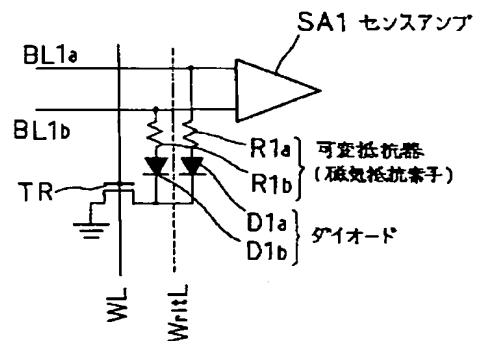 SA1 センスアンプ
BL1a
BL1b
R1a
R1b
可変抵抗器
(磁気抵抗素子)
TR
D1a
D1b
ダイオード
WL
WritL